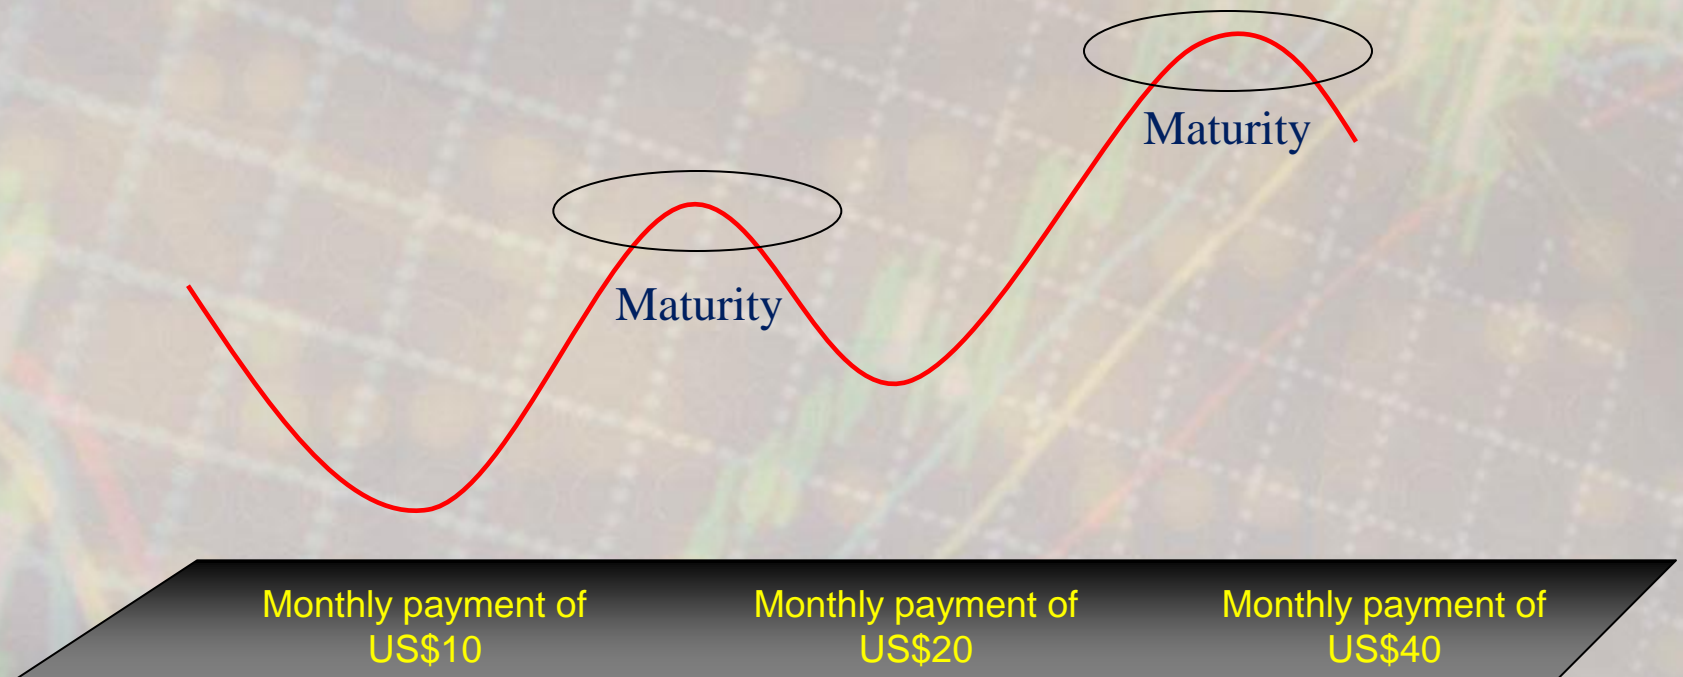 Maturity
Maturity
Monthly payment of
US$10
Monthly payment of
US$20
Monthly payment of
US$40